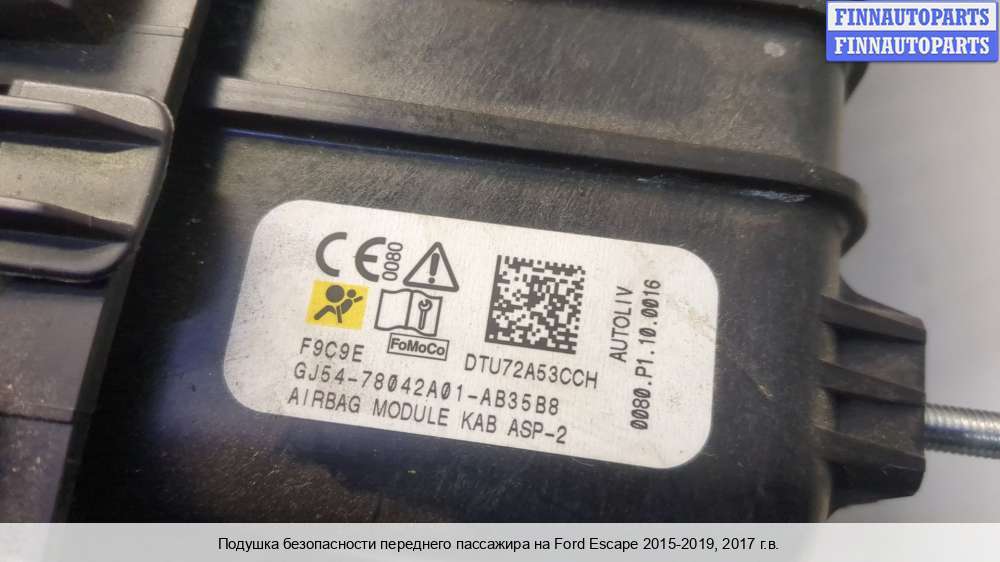 FINNAUTOPARTS
FINNAUTOPARTS
CE 0080
FoMoCo
F9C9E
DTU72A53CCH
GJ54-78042A01-AB35B8
AIRBAG MODULE KAB ASP-2
AUTOLIV
0080.P1.10.0016
Подушка безопасности переднего пассажира на Ford Escape 2015-2019, 2017 г.в.